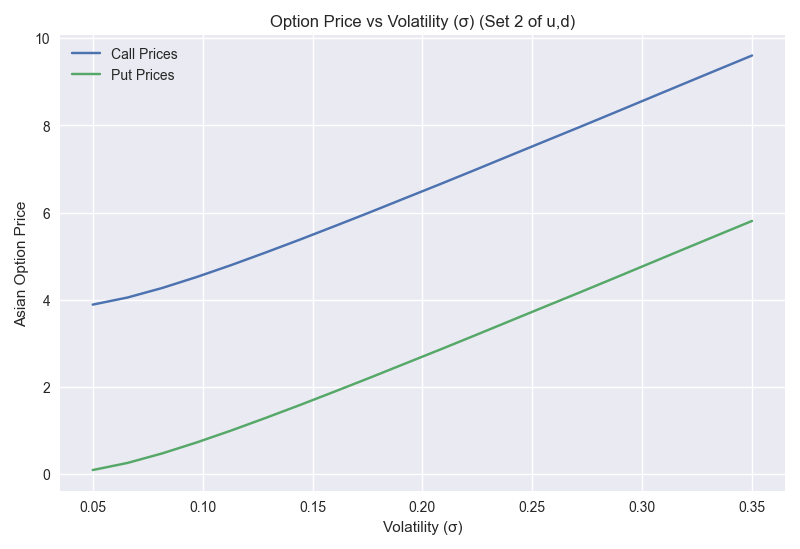 Option Price vs Volatility (σ) (Set 2 of u,d)
Call Prices
Put Prices
Asian Option Price
10
8
6
4
2
0
0.05 0.10 0.15 0.20 0.25 0.30 0.35
Volatility (σ)